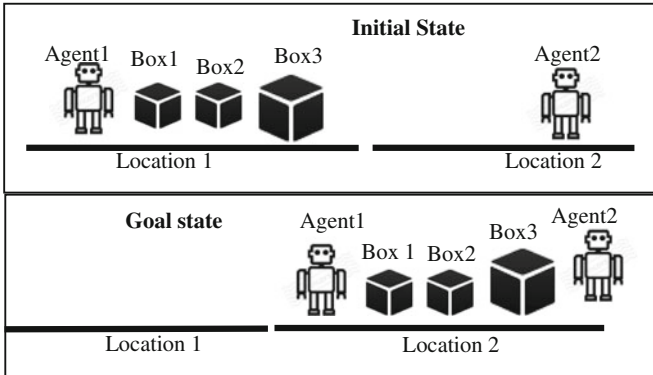 Initial State
Agent1 Box1 Box2 Box3 Agent2
Location 1 Location 2
Goal state
Agent1 Box 1 Box2 Box3 Agent2
Location 1 Location 2